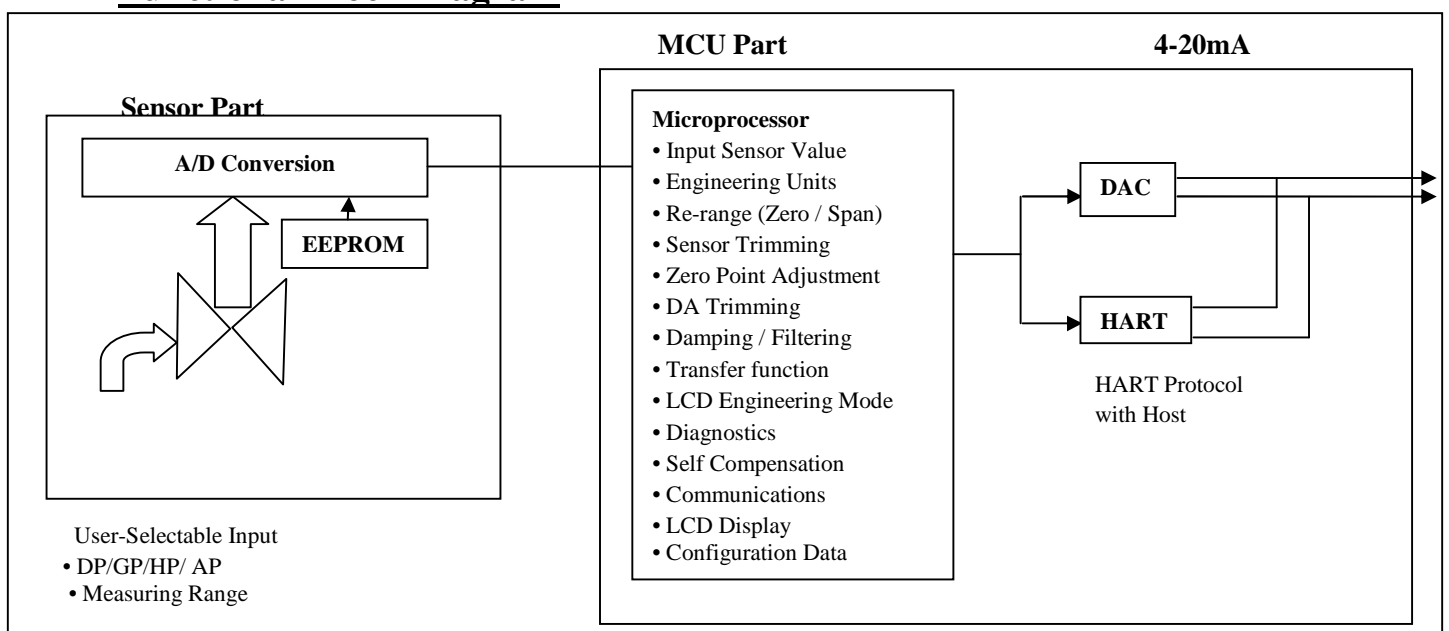 MCU Part
4-20mA
Sensor Part
A/D Conversion
EEPROM
User-Selectable Input
• DP/GP/HP/ AP
• Measuring Range
Microprocessor
• Input Sensor Value
• Engineering Units
• Re-range (Zero / Span)
• Sensor Trimming
• Zero Point Adjustment
• DA Trimming
• Damping / Filtering
• Transfer function
• LCD Engineering Mode
• Diagnostics
• Self Compensation
• Communications
• LCD Display
• Configuration Data
DAC
HART
HART Protocol
with Host